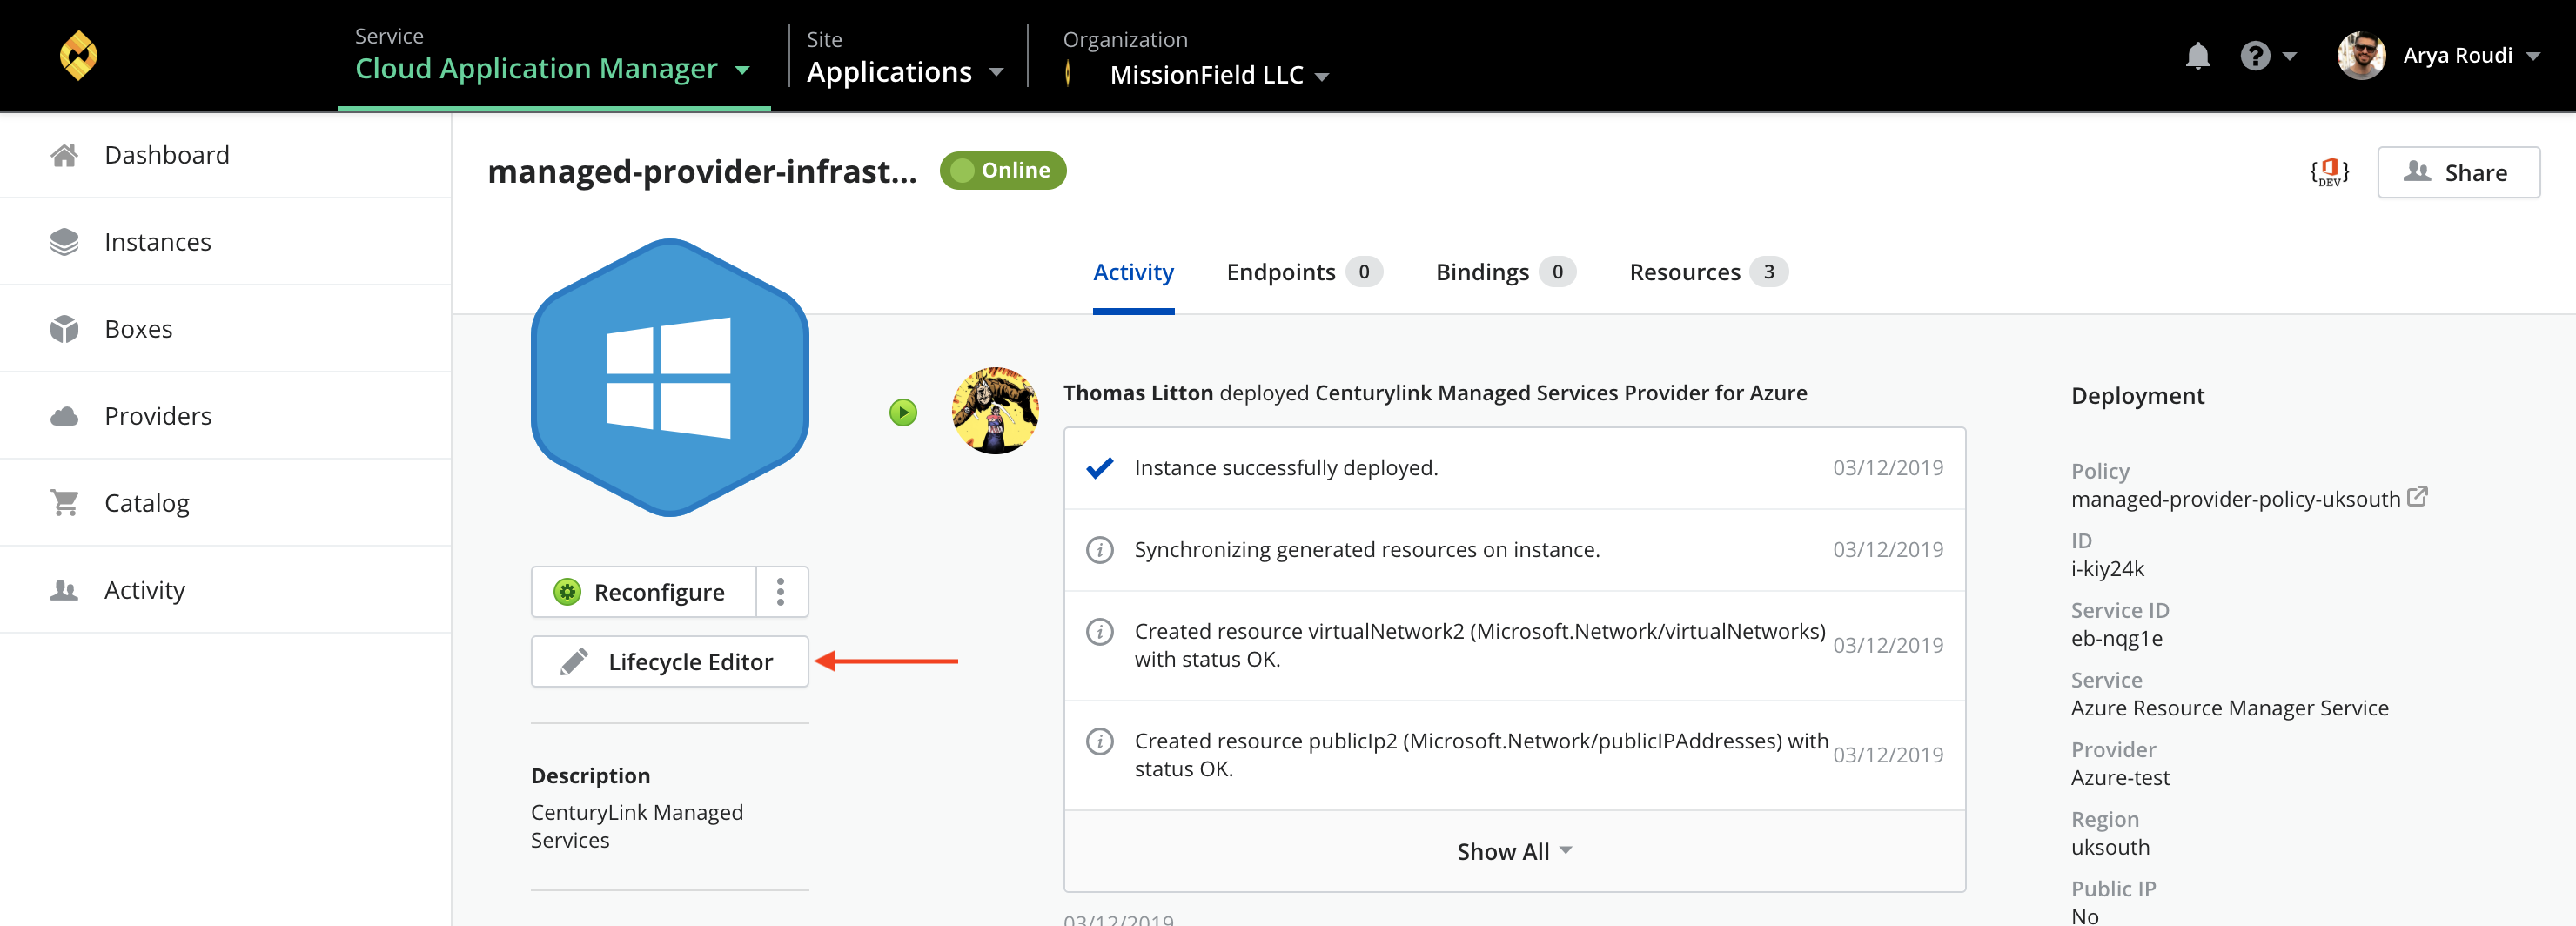 Service
Cloud Application Manager
Site
Applications
Organization
MissionField LLC
?
Arya Roudi
Dashboard
Instances
Boxes
Providers
Catalog
Activity
managed-provider-infrast...
Online
{DEV}
Share
Activity
Endpoints 0
Bindings 0
Resources 3
Reconfigure
Lifecycle Editor
Description
CenturyLink Managed
Services
Thomas Litton deployed Centurylink Managed Services Provider for Azure
Instance successfully deployed. 03/12/2019
Synchronizing generated resources on instance. 03/12/2019
Created resource virtualNetwork2 (Microsoft.Network/virtualNetworks)
with status OK. 03/12/2019
Created resource publicIp2 (Microsoft.Network/publicIPAddresses) with
status OK. 03/12/2019
Show All
03/12/2019
Deployment
Policy
managed-provider-policy-uksouth
ID
i-kiy24k
Service ID
eb-nqg1e
Service
Azure Resource Manager Service
Provider
Azure-test
Region
uksouth
Public IP
No